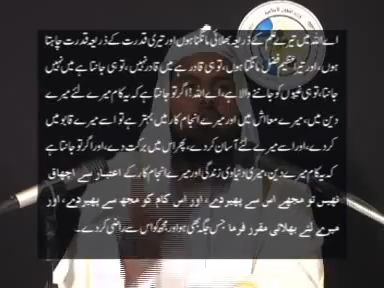 اے اللہ میں تیرے علم کے ذریعہ بھلائی مانگتا ہوں اور تیری قدرت کے ذریعہ قدرت چاہتا
ہوں، اور تیرا عظیم فضل مانگتا ہوں، تو ہی قادر ہے میں قادر نہیں، تو ہی جانتا ہے میں نہیں
جانتا، تو ہی غیبوں کو جاننے والا ہے، اے اللہ! اگر تو جانتا ہے کہ یہ کام میرے لئے میرے
دین میں، میرے معاش میں اور میرے انجام کار میں بہتر ہے تو اسے میرے قابو میں
کردے، اور اسے میرے لئے آسان کردے، پھر اس میں برکت دے، اور اگر تو جانتا ہے
کہ یہ کام میرے دین، میری دنیاوی زندگی اور میرے انجام کار کے اعتبار سے اچھا
نہیں تو مجھے اس سے پھیر دے، اور اس کام کو مجھ سے پھیر دے، اور
میرے لئے بھلائی مقرر فرما جس جگہ بھی ہو اور مجھ کو اس سے راضی کردے۔